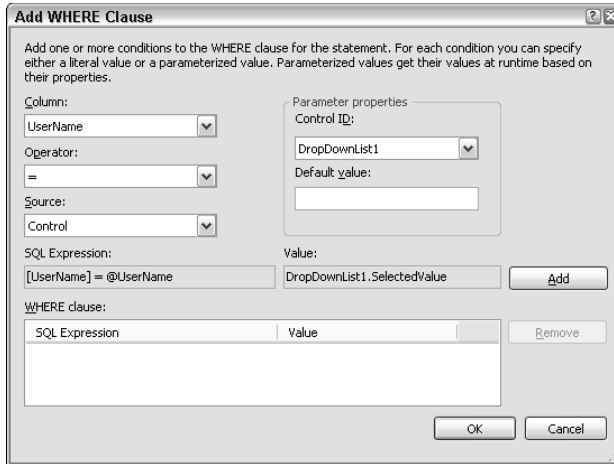 Add WHERE Clause
Add one or more conditions to the WHERE clause for the statement. For each condition you can specify
either a literal value or a parameterized value. Parameterized values get their values at runtime based on
their properties.
Column:
UserName
Operator:
=
Source:
Control
Parameter properties
Control ID:
DropDownList1
Default value:
SQL Expression:
[UserName] = @UserName
Value:
DropDownList1.SelectedValue
Add
WHERE clause:
SQL Expression Value
Remove
OK Cancel